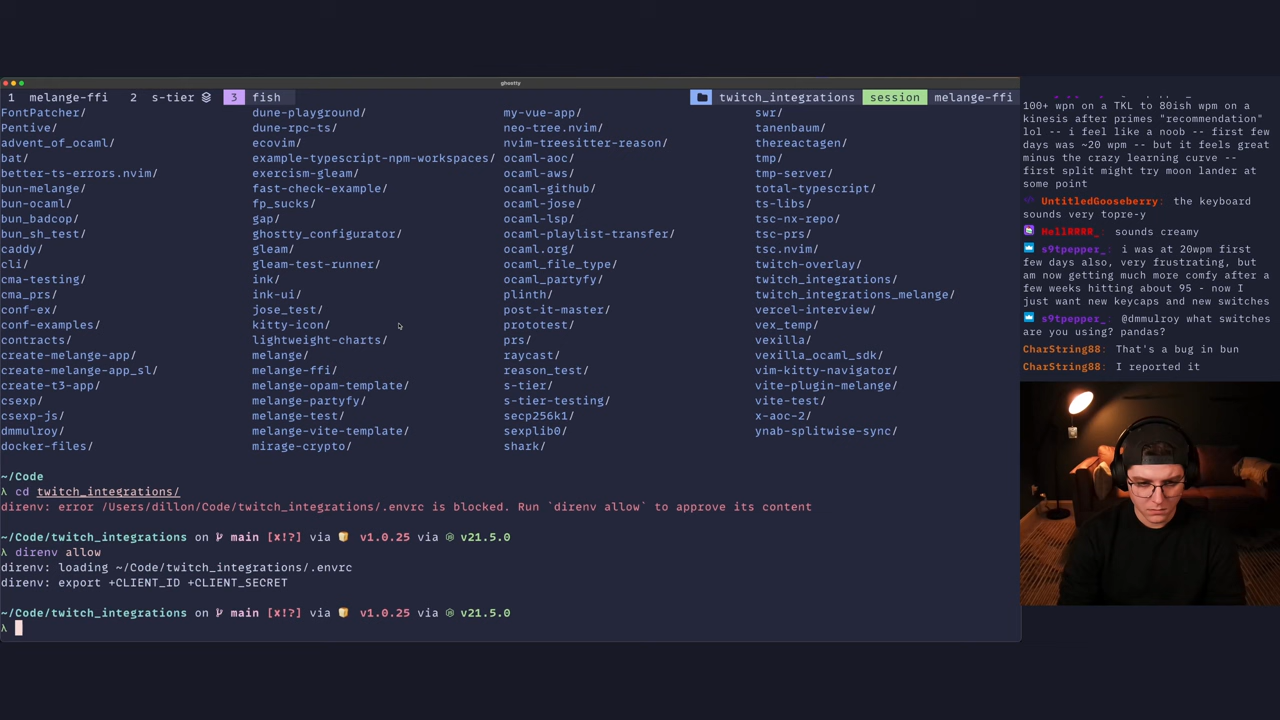 ghostty
1 melange-ffi 2 s-tier 3 fish twitch_integrations session melange-ffi
FontPatcher/ dune-playground/ my-vue-app/ swr/
Pentive/ dune-rpc-ts/ neo-tree.nvim/ tanenbaum/
advent_of_ocaml/ ecovim/ nvim-treesitter-reason/ thereactagen/
bat/ example-typescript-npm-workspaces/ ocaml-aoc/ tmp/
better-ts-errors.nvim/ exercism-gleam/ ocaml-aws/ tmp-server/
bun-melange/ fast-check-example/ ocaml-github/ total-typescript/
bun-ocaml/ fp_sucks/ ocaml-jose/ ts-libs/
bun_badcop/ gap/ ocaml-lsp/ tsc-nx-repo/
bun_sh_test/ ghostty_configurator/ ocaml-playlist-transfer/ tsc-prs/
caddy/ gleam/ ocaml.org/ tsc.nvim/
cli/ gleam-test-runner/ ocaml_file_type/ twitch-overlay/
cma-testing/ ink/ ocaml_partyfy/ twitch_integrations/
cma_prs/ ink-ui/ plinth/ twitch_integrations_melange/
conf-ex/ jose_test/ post-it-master/ vercel-interview/
conf-examples/ kitty-icon/ prototest/ vex_temp/
contracts/ lightweight-charts/ prs/ vexilla/
create-melange-app/ melange/ raycast/ vexilla_ocaml_sdk/
create-melange-app_sl/ melange-ffi/ reason_test/ vim-kitty-navigator/
create-t3-app/ melange-opam-template/ s-tier/ vite-plugin-melange/
csexp/ melange-partyfy/ s-tier-testing/ vite-test/
csexp-js/ melange-test/ secp256k1/ x-aoc-2/
dmmulroy/ melange-vite-template/ sexplib0/ ynab-splitwise-sync/
docker-files/ mirage-crypto/ shark/
~/Code
λ cd twitch_integrations/
direnv: error /Users/dillon/Code/twitch_integrations/.envrc is blocked. Run `direnv allow` to approve its content
~/Code/twitch_integrations on main [✘!?] via v1.0.25 via v21.5.0
λ direnv allow
direnv: loading ~/Code/twitch_integrations/.envrc
direnv: export +CLIENT_ID +CLIENT_SECRET
~/Code/twitch_integrations on main [✘!?] via v1.0.25 via v21.5.0
λ
100+ wpn on a TKL to 80ish wpm on a
kinesis after primes "recommendation"
lol -- i feel like a noob -- first few
days was ~20 wpm -- but it feels great
minus the crazy learning curve --
first split might try moon lander at
some point
UntitledGooseberry: the keyboard
sounds very topre-y
HellRRRR_: sounds creamy
s9tpepper_: i was at 20wpm first
few days also, very frustrating, but
am now getting much more comfy after a
few weeks hitting about 95 - now I
just want new keycaps and new switches
s9tpepper_: @dmmulroy what switches
are you using? pandas?
CharString88: That's a bug in bun
CharString88: I reported it